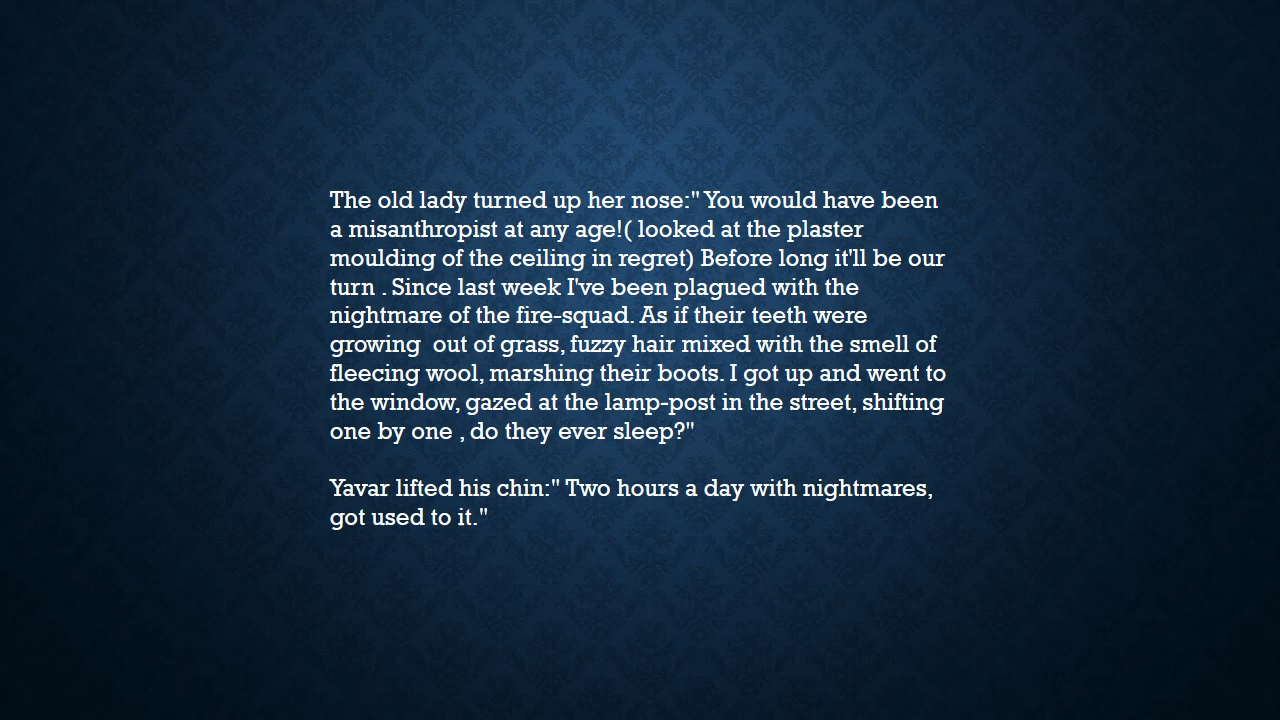 The old lady turned up her nose:" You would have been
a misanthropist at any age!( looked at the plaster
moulding of the ceiling in regret) Before long it'll be our
turn . Since last week I've been plagued with the
nightmare of the fire-squad. As if their teeth were
growing  out of grass, fuzzy hair mixed with the smell of
fleecing wool, marshing their boots. I got up and went to
the window, gazed at the lamp-post in the street, shifting
one by one , do they ever sleep?"
Yavar lifted his chin:" Two hours a day with nightmares,
got used to it."